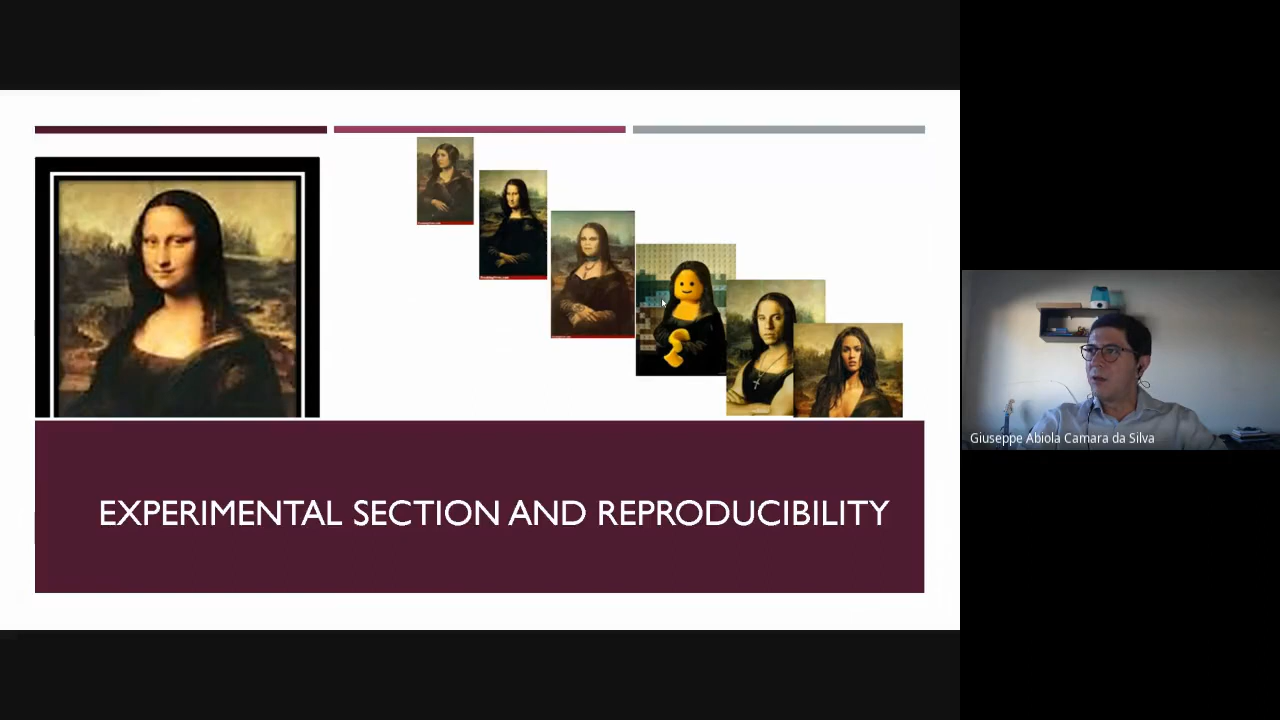 EXPERIMENTAL SECTION AND REPRODUCIBILITY
Giuseppe Abiola Camara da Silva